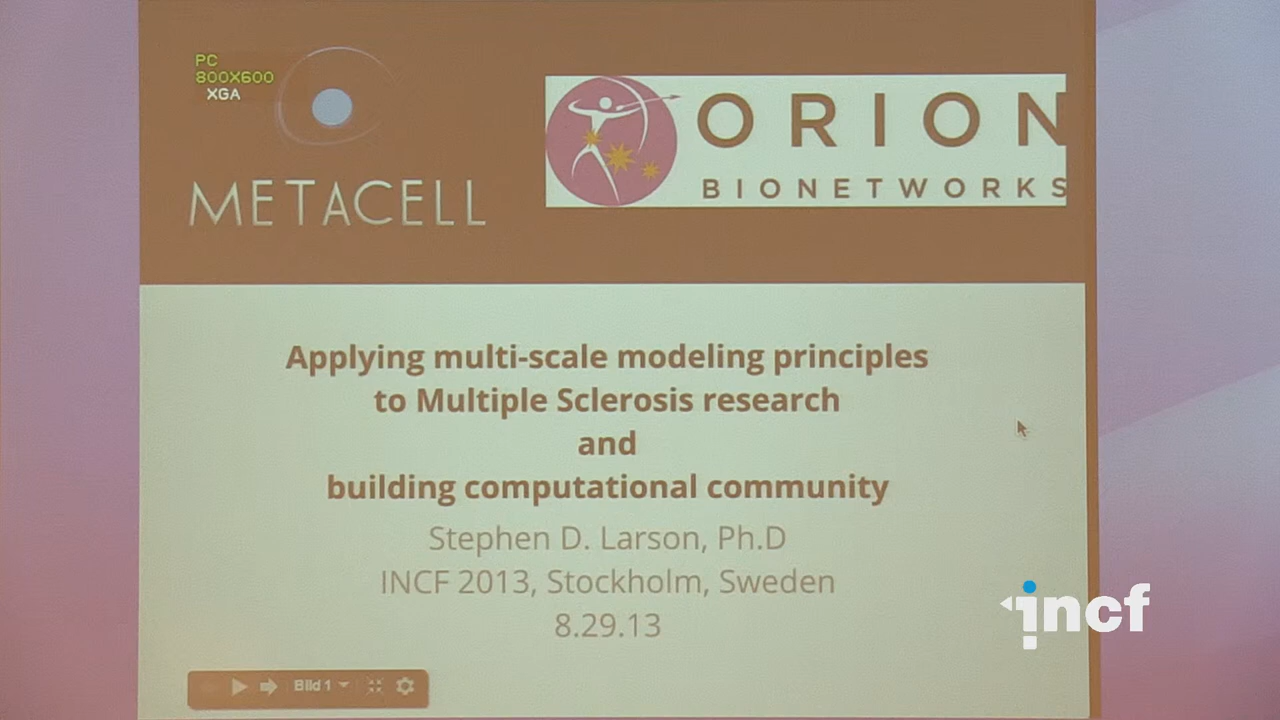 PC
800X600
XGA
METACELL
ORION
BIONETWORKS
Applying multi-scale modeling principles
to Multiple Sclerosis research
and
building computational community
Stephen D. Larson, Ph.D
INCF 2013, Stockholm, Sweden
8.29.13
Bild 1
incf